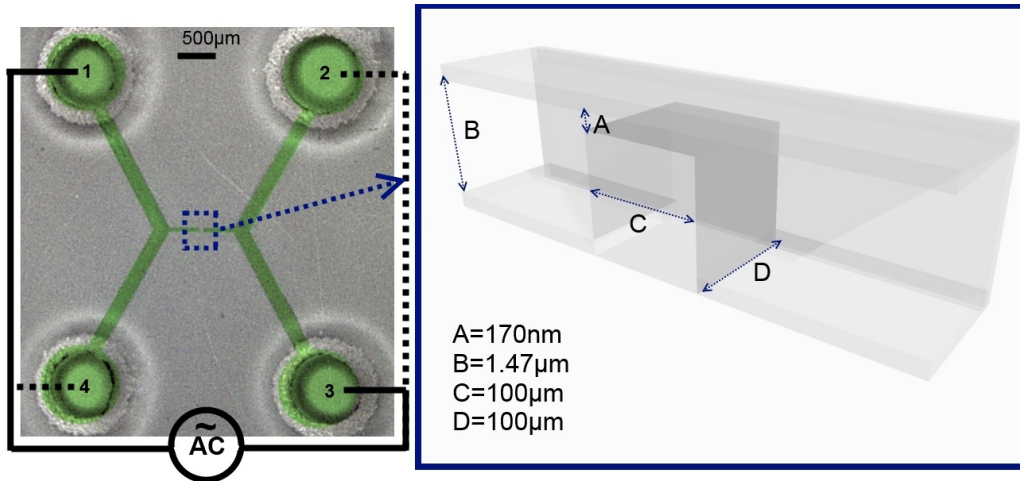 500µm
1
2
3
4
~
AC
A
B
C
D
A=170nm
B=1.47µm
C=100µm
D=100µm